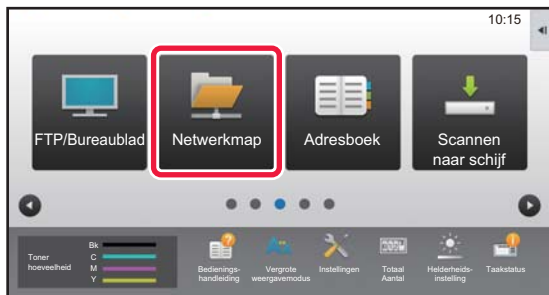 10:15
FTP/Bureaublad
Netwerkmap
Adresboek
Scannen
naar schijf
Toner
hoeveelheid
Bk
C
M
Y
Bedienings-
handleiding
Vergrote
weergavemodus
Instellingen
Totaal
Aantal
Helderheids-
instelling
Taakstatus